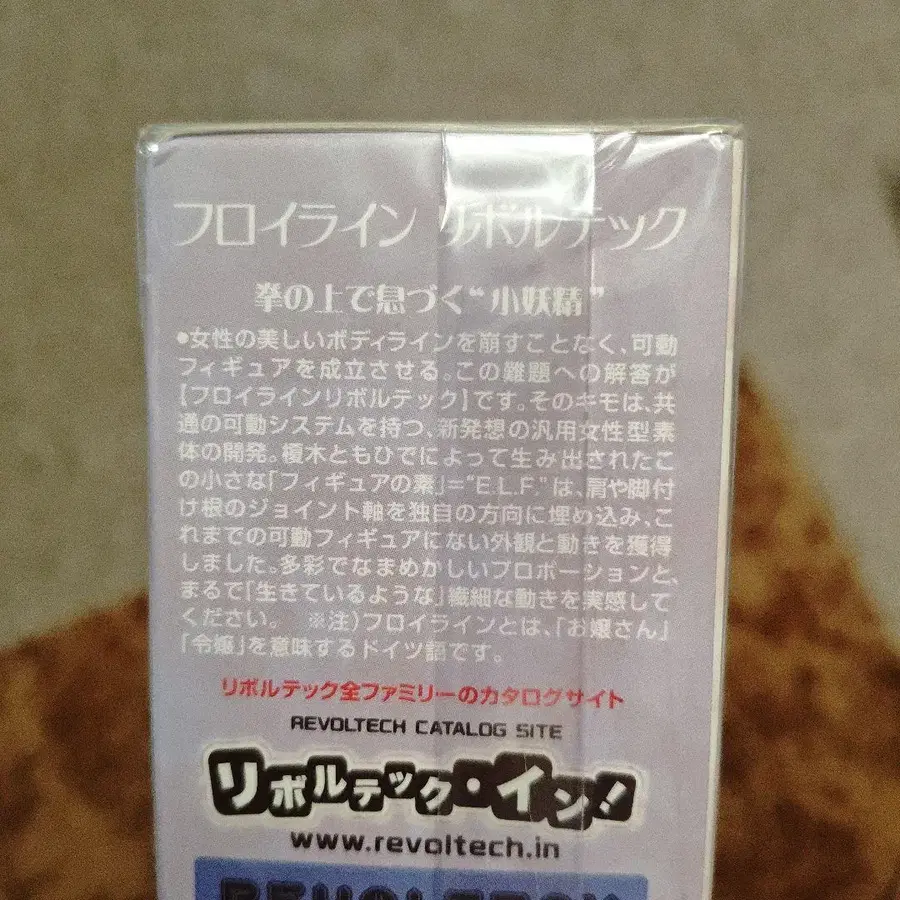 フロイライン リボルテック
拳の上で息づく“小妖精”
●女性の美しいボディラインを崩すことなく、可動
フィギュアを成立させる。この難題への解答が
【フロイラインリボルテック】です。そのキモは、共
通の可動システムを持つ、新発想の汎用女性型素
体の開発。榎木ともひでによって生み出されたこ
の小さな「フィギュアの素」=“E.L.F.”は、肩や脚付
け根のジョイント軸を独自の方向に埋め込み、こ
れまでの可動フィギュアにない外観と動きを獲得
しました。多彩でなまめかしいプロポーションと、
まるで「生きているような」繊細な動きを実感して
ください。 ※注)フロイラインとは、「お嬢さん」
「令嬢」を意味するドイツ語です。
リボルテック全ファミリーのカタログサイト
REVOLTECH CATALOG SITE
リボルテック・イン!
www.revoltech.in
REVOLTECH